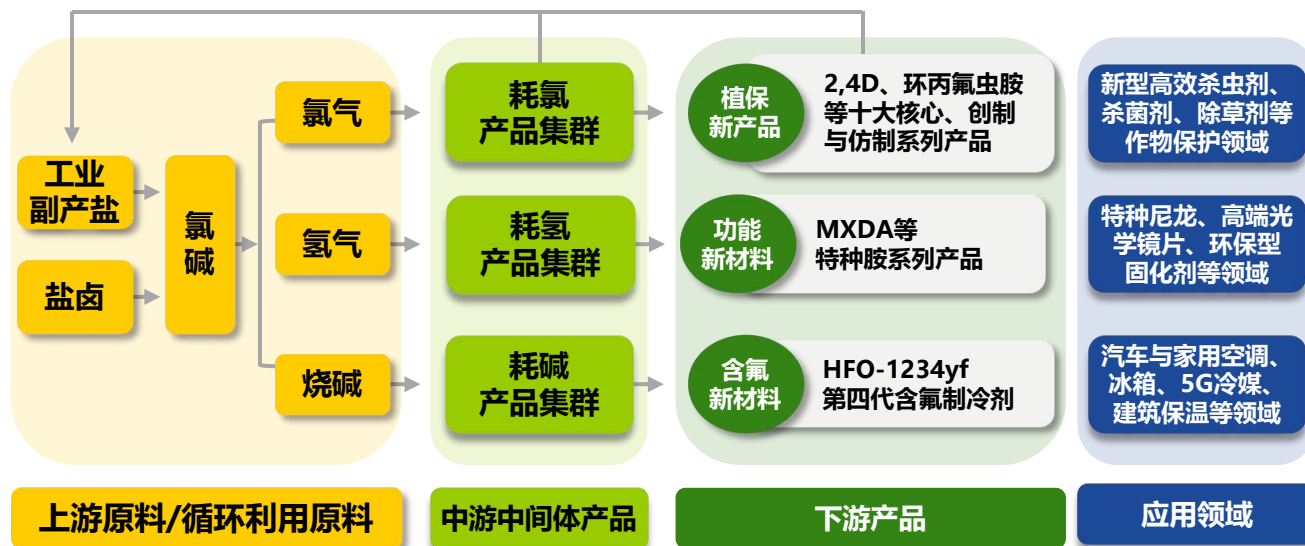 工业
副产盐
盐卤
氯
碱
氯气
氢气
烧碱
耗氯
产品集群
耗氢
产品集群
耗碱
产品集群
植保
新产品
2,4D、环丙氟虫胺
等十大核心、创制
与仿制系列产品
功能
新材料
MXDA等
特种胺系列产品
含氟
新材料
HFO-1234yf
第四代含氟制冷剂
新型高效杀虫剂、
杀菌剂、除草剂等
作物保护领域
特种尼龙、高端光
学镜片、环保型
固化剂等领域
汽车与家用空调、
冰箱、5G冷媒、
建筑保温等领域
上游原料/循环利用原料
中游中间体产品
下游产品
应用领域